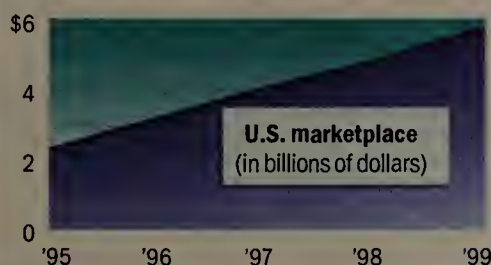 $6
4
2
0
U.S. marketplace
(in billions of dollars)
'95 '96 '97 '98 '99